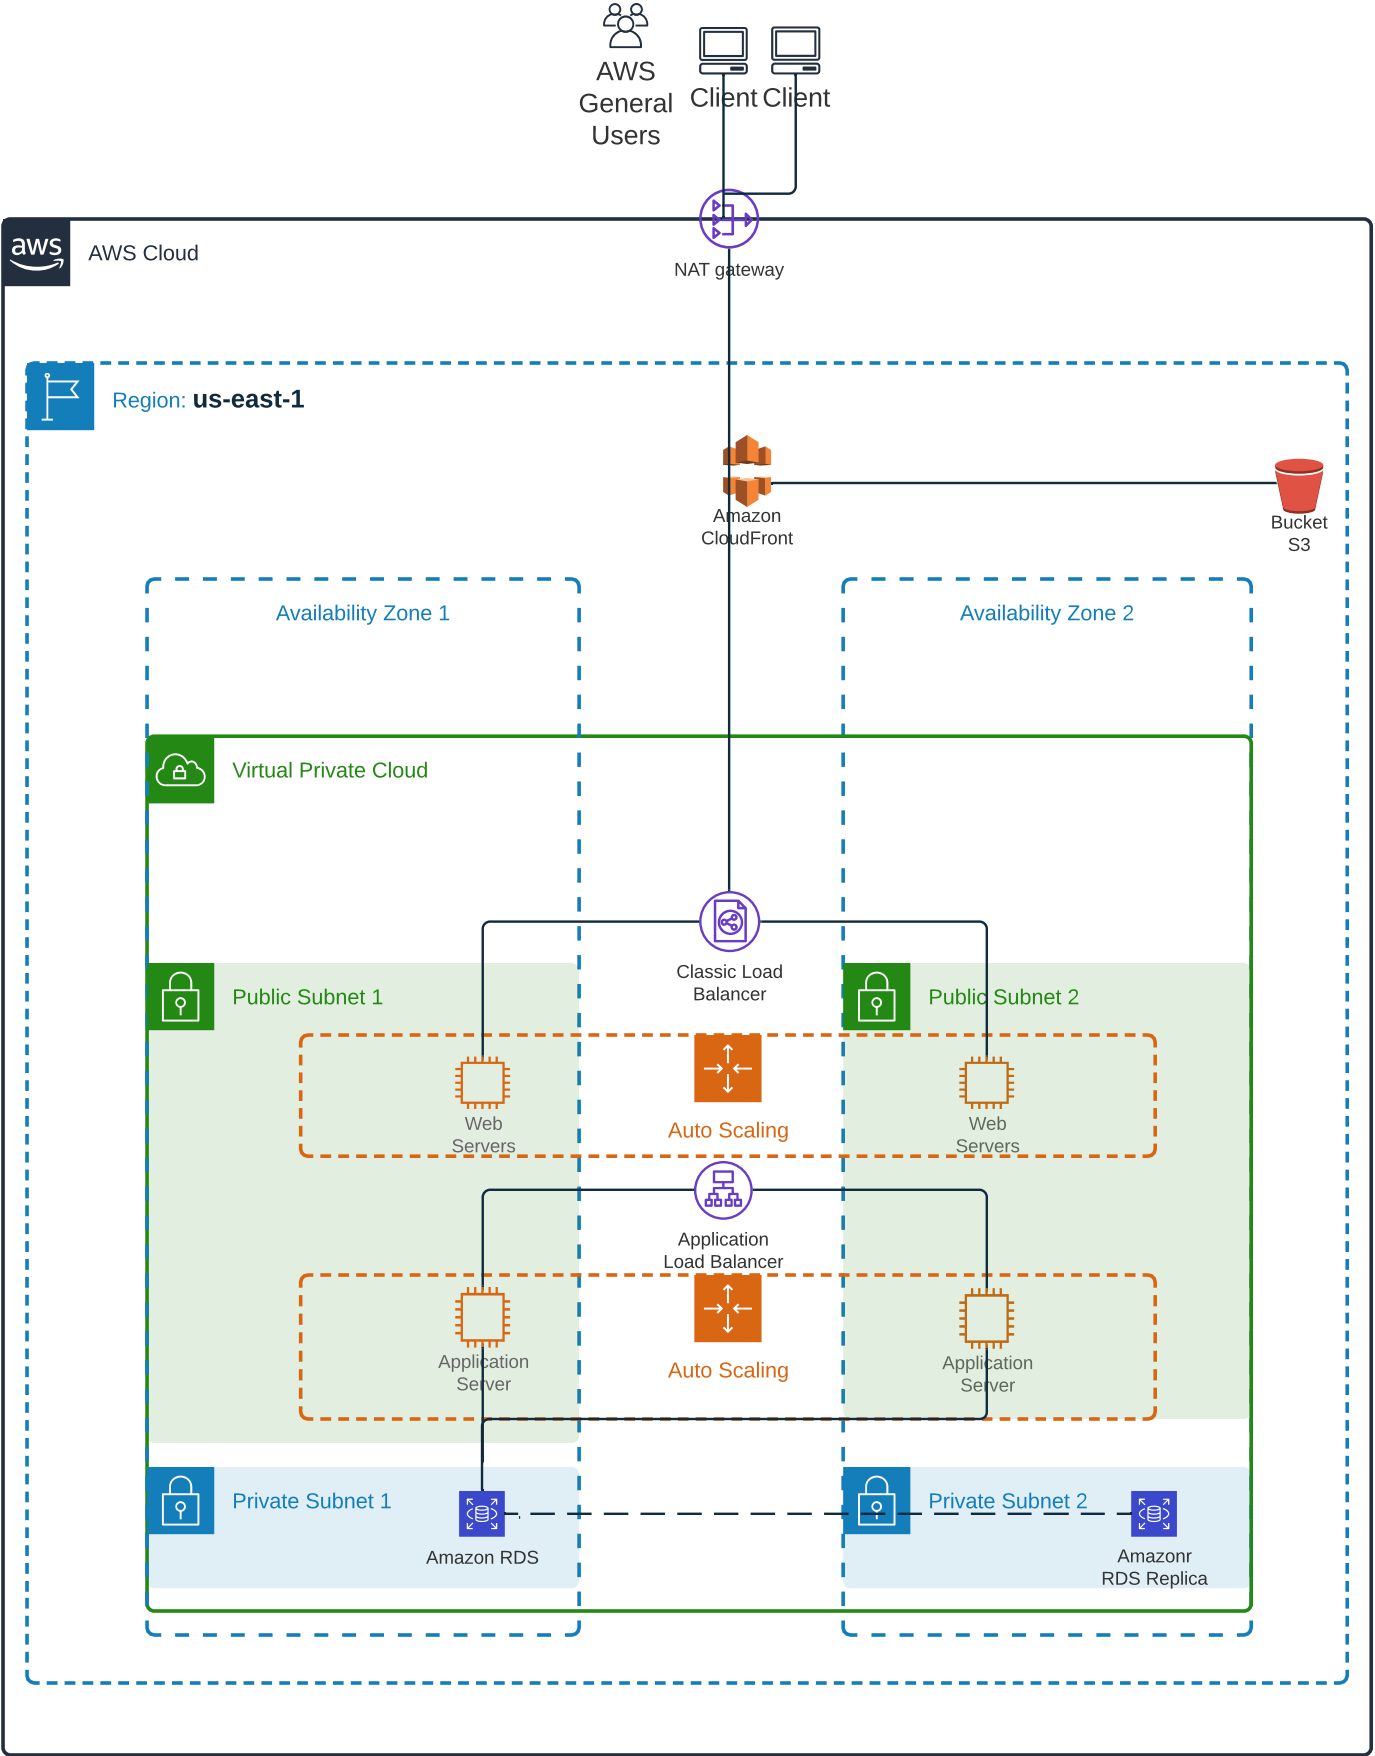 AWS
General
Users
Client
Client
aws
AWS Cloud
NAT gateway
Region: us-east-1
Amazon
CloudFront
Bucket
S3
Availability Zone 1
Availability Zone 2
Virtual Private Cloud
Classic Load
Balancer
Public Subnet 1
Public Subnet 2
Web
Servers
Auto Scaling
Web
Servers
Application
Load Balancer
Application
Server
Auto Scaling
Application
Server
Private Subnet 1
Private Subnet 2
Amazon RDS
Amazonr
RDS Replica